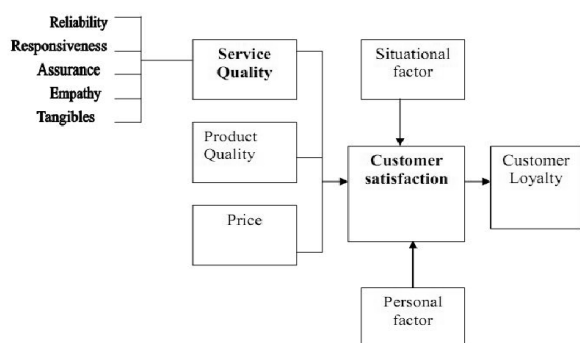 Reliability
Responsiveness
Assurance
Empathy
Tangibles
Service
Quality
Product
Quality
Price
Situational
factor
Customer
satisfaction
Customer
Loyalty
Personal
factor